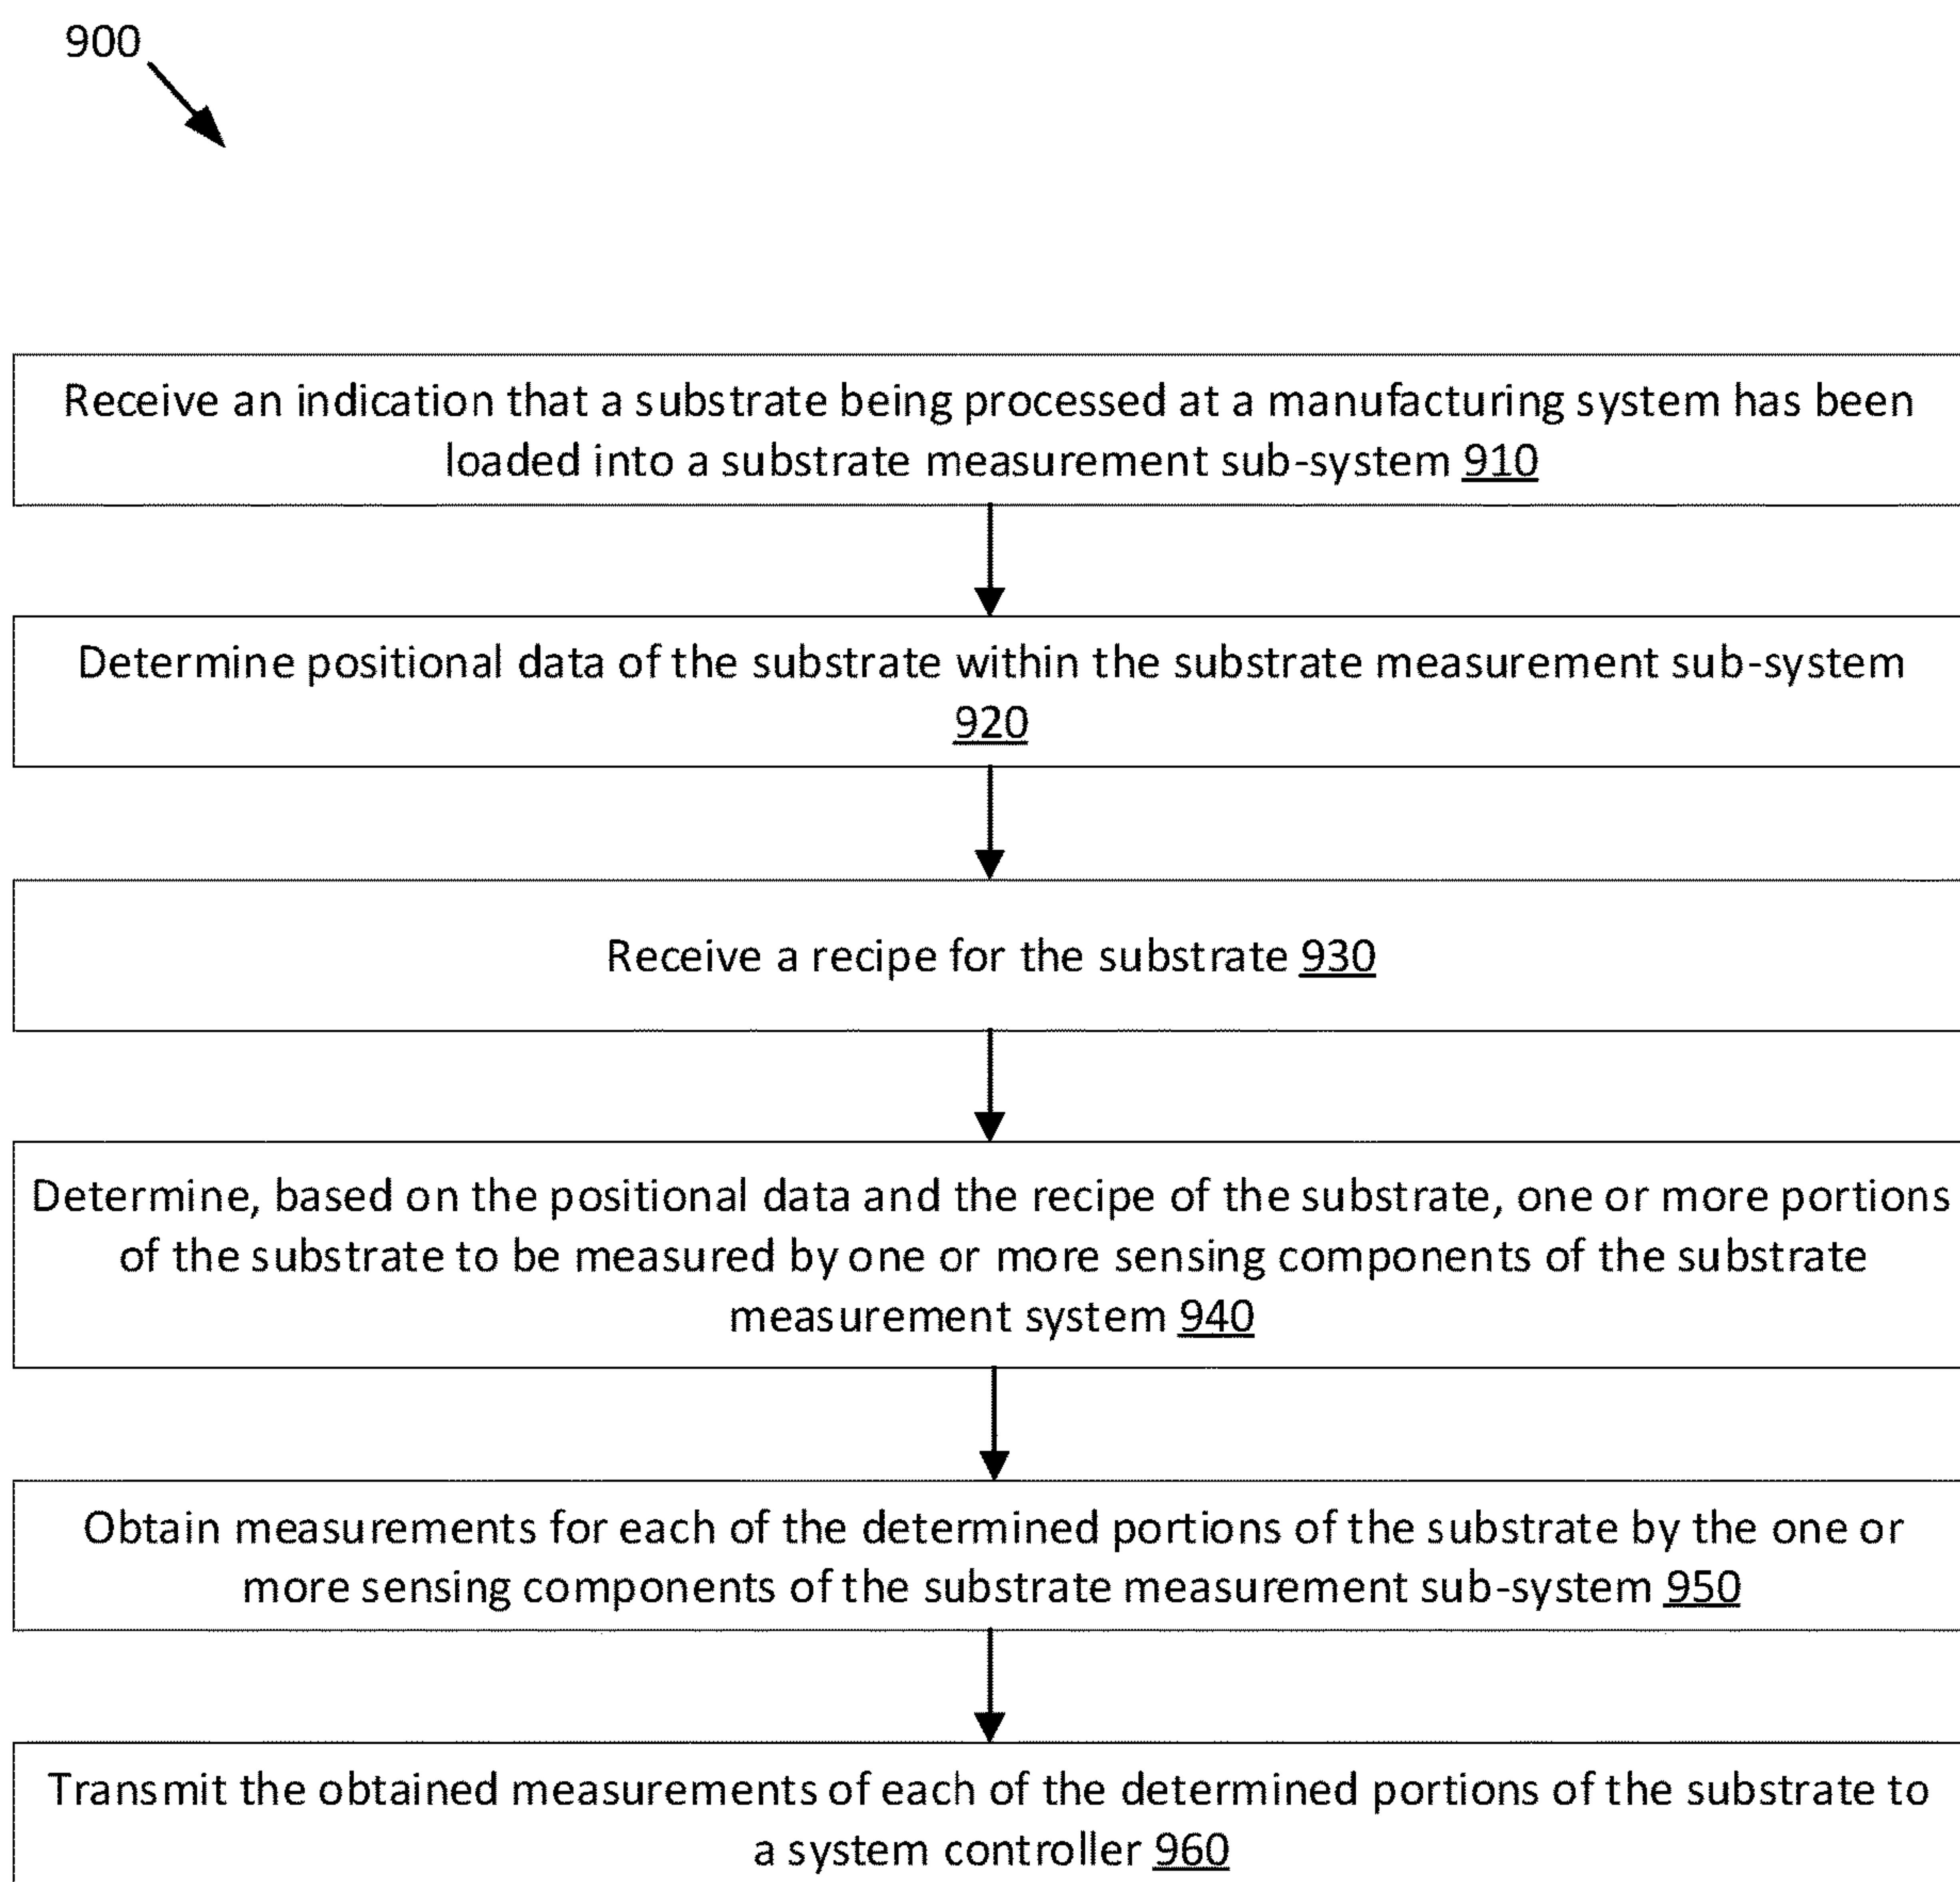 900
Receive an indication that a substrate being processed at a manufacturing system has been
loaded into a substrate measurement sub-system 910
Determine positional data of the substrate within the substrate measurement sub-system
920
Receive a recipe for the substrate 930
Determine, based on the positional data and the recipe of the substrate, one or more portions
of the substrate to be measured by one or more sensing components of the substrate
measurement system 940
Obtain measurements for each of the determined portions of the substrate by the one or
more sensing components of the substrate measurement sub-system 950
Transmit the obtained measurements of each of the determined portions of the substrate to
a system controller 960